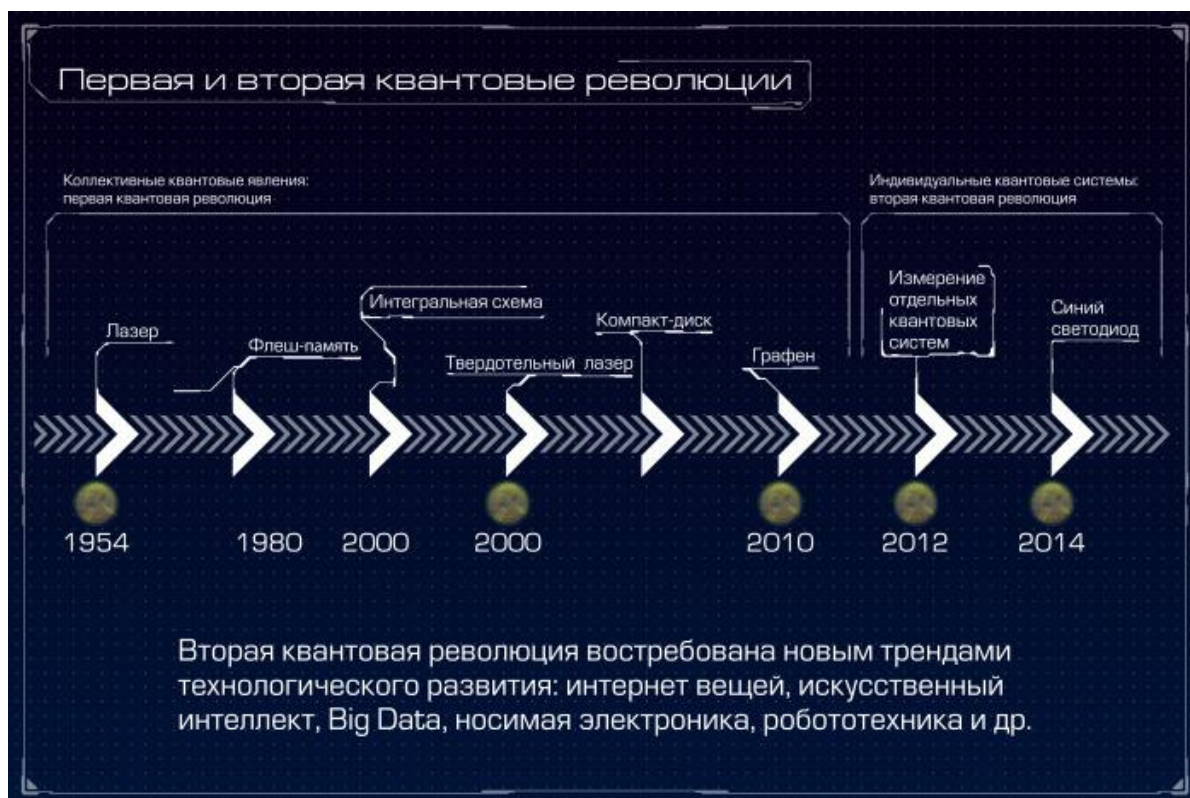 Первая и вторая квантовые революции
Коллективные квантовые явления:
первая квантовая революция
Индивидуальные квантовые системы:
вторая квантовая революция
Лазер
Флеш-память
Интегральная схема
Твердотельный лазер
Компакт-диск
Графен
Измерение
отдельных
квантовых
систем
Синий
светодиод
1954
1980
2000
2000
2010
2012
2014
Вторая квантовая революция востребована новым трендами
технологического развития: интернет вещей, искусственный
интеллект, Big Data, носимая электроника, робототехника и др.